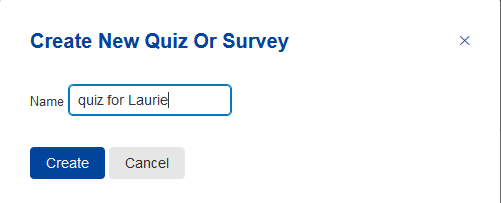 Create New Quiz Or Survey
Name quiz for Laurie
Create Cancel